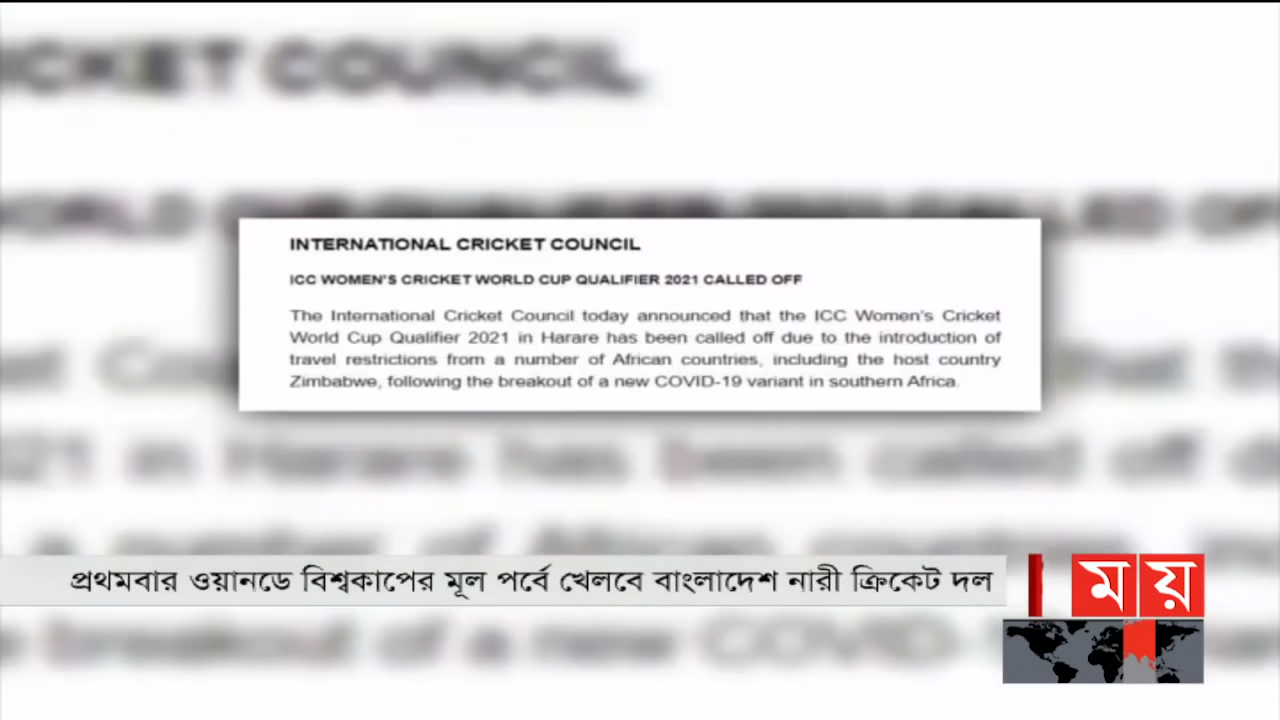 ICKET COUNCIL
INTERNATIONAL CRICKET COUNCIL
ICC WOMEN'S CRICKET WORLD CUP QUALIFIER 2021 CALLED OFF
The International Cricket Council today announced that the ICC Women's Cricket
World Cup Qualifier 2021 in Harare has been called off due to the introduction of
travel restrictions from a number of African countries, including the host country
Zimbabwe, following the breakout of a new COVID-19 variant in southern Africa.
প্রথমবার ওয়ানডে বিশ্বকাপের মূল পর্বে খেলবে বাংলাদেশ নারী ক্রিকেট দল
ময়